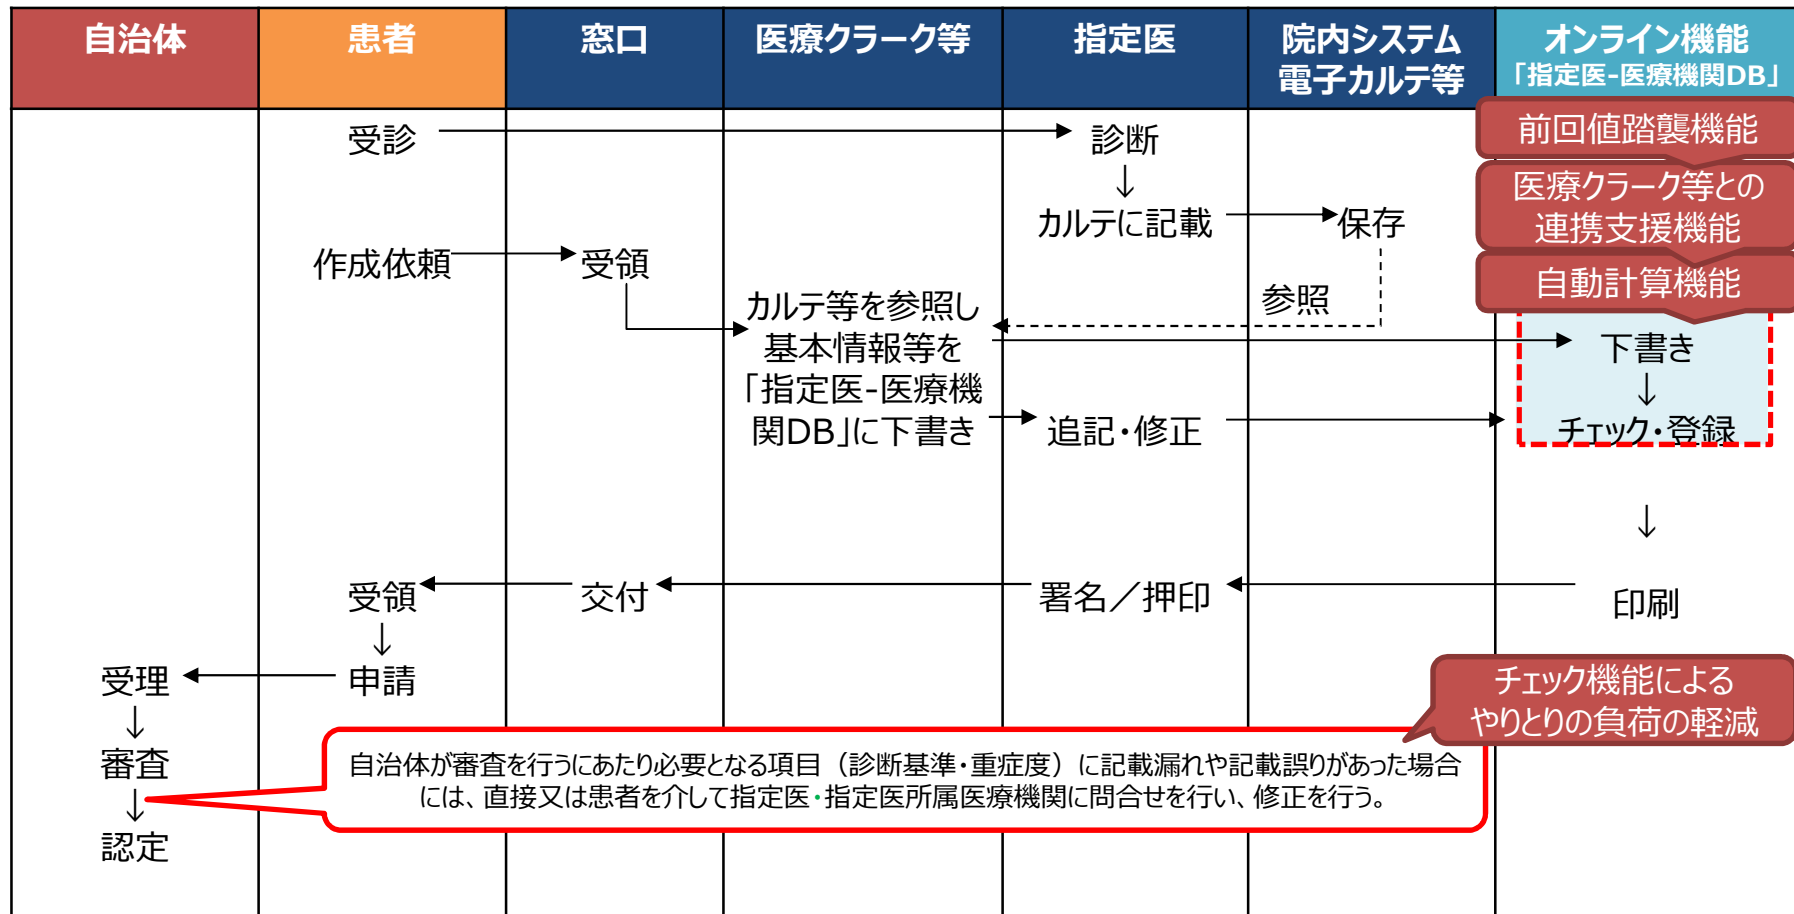 自治体
患者
窓口
医療クラーク等
指定医
院内システム
電子カルテ等
オンライン機能
「指定医-医療機関DB」
受診
診断
前回値踏襲機能
↓
医療クラーク等との
連携支援機能
カルテに記載
保存
作成依頼
受領
自動計算機能
参照
カルテ等を参照し
基本情報等を
「指定医-医療機
関DB」に下書き
下書き
↓
追記・修正
チェック・登録
↓
受領
交付
署名／押印
印刷
↓
受理
申請
チェック機能による
やりとりの負荷の軽減
↓
審査
自治体が審査を行うにあたり必要となる項目（診断基準・重症度）に記載漏れや記載誤りがあった場合
には、直接又は患者を介して指定医・指定医所属医療機関に問合せを行い、修正を行う。
↓
認定